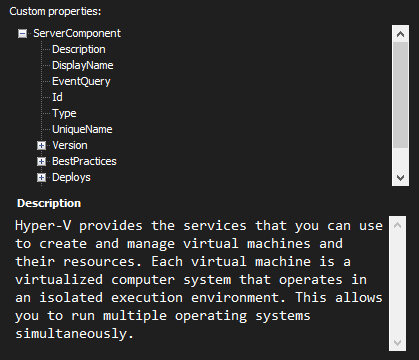 Custom properties:
ServerComponent
Description
DisplayName
EventQuery
Id
Type
UniqueName
Version
BestPractices
Deploys
Description
Hyper-V provides the services that you can use
to create and manage virtual machines and
their resources. Each virtual machine is a
virtualized computer system that operates in
an isolated execution environment. This allows
you to run multiple operating systems
simultaneously.